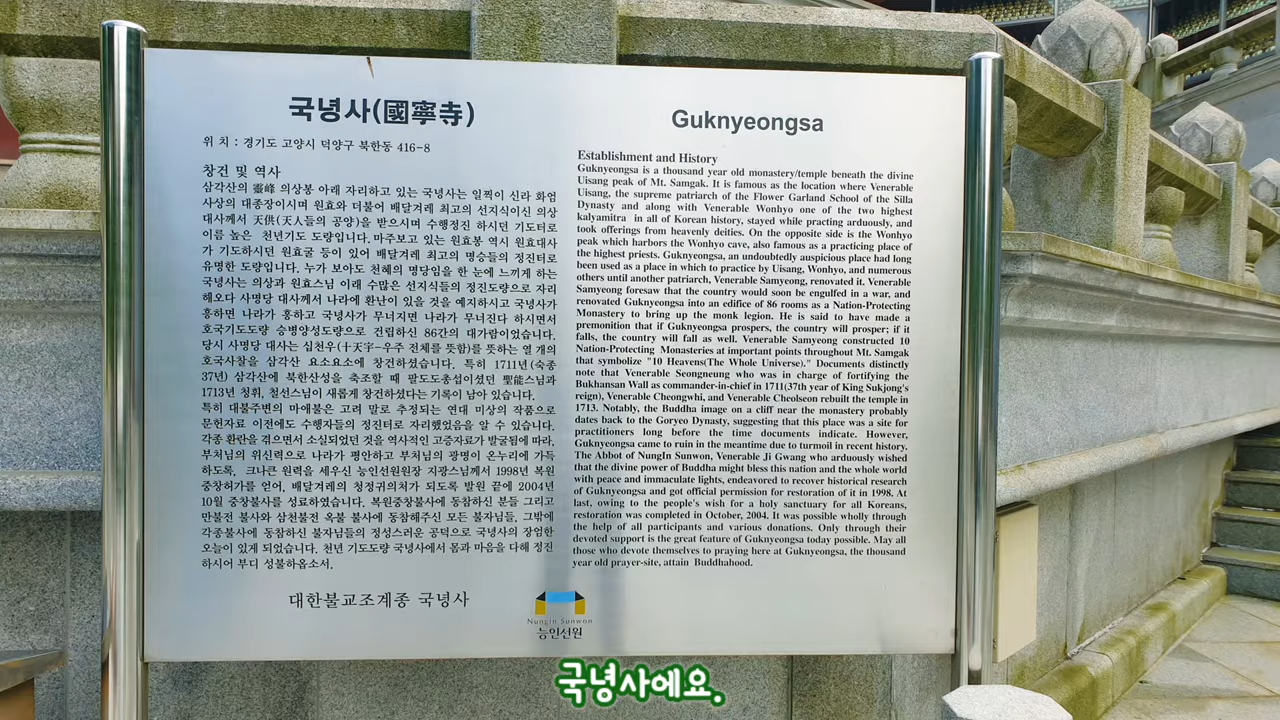 국녕사(國寧寺)
위 치 : 경기도 고양시 덕양구 북한동 416-8
창건 및 역사
삼각산의 靈峰 의상봉 아래 자리하고 있는 국녕사는 일찍이 신라 화엄
사상의 대종장이시며 원효와 더불어 배달겨레 최고의 선지식이신 의상
대사께서 天供(天人들의 공양)을 받으시며 수행정진 하시던 기도터로
이름 높은 천년기도 도량입니다. 마주보고 있는 원효봉 역시 원효대사
가 기도하시던 원효굴 등이 있어 배달겨레 최고의 명승들의 정진터로
유명한 도량입니다. 누가 보아도 천혜의 명당임을 한 눈에 느끼게 하는
국녕사는 의상과 원효스님 이래 수많은 선지식들의 정진도량으로 자리
해오다 사명당 대사께서 나라에 환난이 있을 것을 예지하시고 국녕사가
흥하면 나라가 흥하고 국녕사가 무너지면 나라가 무너진다 하시면서
호국기도도량 승병양성도량으로 건립하신 86간의 대가람이었습니다.
당시 사명당 대사는 십천우(十天宇-우주 전체를 뜻함)를 뜻하는 열 개의
호국사찰을 삼각산 요소요소에 창건하셨습니다. 특히 1711년(숙종
37년) 삼각산에 북한산성을 축조할 때 팔도도총섭이셨던 聖能스님과
1713년 청휘, 철선스님이 새롭게 창건하셨다는 기록이 남아 있습니다.
특히 대불주변의 마애불은 고려 말로 추정되는 연대 미상의 작품으로
문헌자료 이전에도 수행자들의 정진터로 자리했었음을 알 수 있습니다.
각종 환란을 겪으면서 소실되었던 것을 역사적인 고증자료가 발굴됨에 따라,
부처님의 위신력으로 나라가 평안하고 부처님의 광명이 온누리에 가득
하도록, 크나큰 원력을 세우신 능인선원원장 지광스님께서 1998년 복원
중창허가를 얻어, 배달겨레의 청정귀의처가 되도록 발원 끝에 2004년
10월 중창불사를 성료하였습니다. 복원중창불사에 동참하신 분들 그리고
만불전 불사와 삼천불전 옥불 불사에 동참해주신 모든 불자님들, 그밖에
각종불사에 동참하신 불자님들의 정성스러운 공덕으로 국녕사의 장엄한
오늘이 있게 되었습니다. 천년 기도도량 국녕사에서 몸과 마음을 다해 정진
하시어 부디 성불하옵소서.
대한불교조계종 국녕사
Guknyeongsa
Establishment and History
Guknyeongsa is a thousand year old monastery/temple beneath the divine
Uisang peak of Mt. Samgak. It is famous as the location where Venerable
Uisang, the supreme patriarch of the Flower Garland School of the Silla
Dynasty and along with Venerable Wonhyo one of the two highest
kalyamitra in all of Korean history, stayed while practing arduously, and
took offerings from heavenly deities. On the opposite side is the Wonhyo
peak which harbors the Wonhyo cave, also famous as a practicing place of
the highest priests. Guknyeongsa, an undoubtedly auspicious place had long
been used as a place in which to practice by Uisang, Wonhyo, and numerous
others until another patriarch, Venerable Samyeong, renovated it. Venerable
Samyeong foresaw that the country would soon be engulfed in a war, and
renovated Guknyeongsa into an edifice of 86 rooms as a Nation-Protecting
Monastery to bring up the monk legion. He is said to have made a
premonition that if Guknyeongsa prospers, the country will prosper; if it
falls, the country will fall as well. Venerable Samyeong constructed 10
Nation-Protecting Monasteries at important points throughout Mt. Samgak
that symbolize "10 Heavens(The Whole Universe)." Documents distinctly
note that Venerable Seongneung who was in charge of fortifying the
Bukhansan Wall as commander-in-chief in 1711(37th year of King Sukjong's
reign), Venerable Cheongwhi, and Venerable Cheolseon rebuilt the temple in
1713. Notably, the Buddha image on a cliff near the monastery probably
dates back to the Goryeo Dynasty, suggesting that this place was a site for
practitioners long before the time documents indicate. However,
Guknyeongsa came to ruin in the meantime due to turmoil in recent history.
The Abbot of NungIn Sunwon, Venerable Ji Gwang who arduously wished
that the divine power of Buddha might bless this nation and the whole world
with peace and immaculate lights, endeavored to recover historical research
of Guknyeongsa and got official permission for restoration of it in 1998. At
last, owing to the people's wish for a holy sanctuary for all Koreans,
restoration was completed in October, 2004. It was possible wholly through
the help of all participants and various donations. Only through their
devoted support is the great feature of Guknyeongsa today possible. May all
those who devote themselves to praying here at Guknyeongsa, the thousand
year old prayer-site, attain Buddhahood.
Nungin Sunwon
능인선원
국녕사에요.